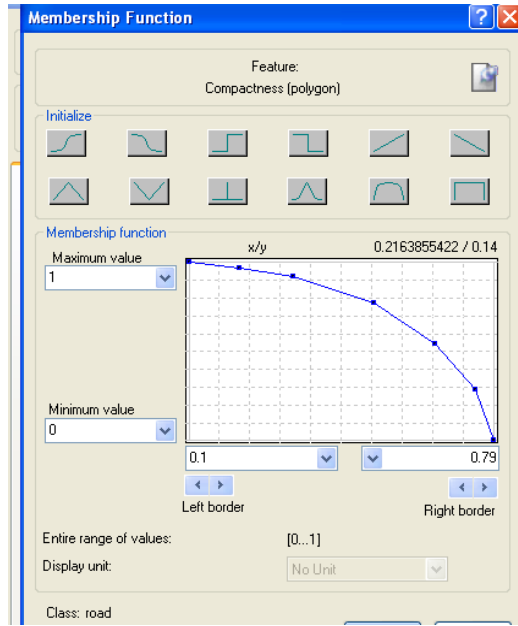 Membership Function
Feature:
Compactness (polygon)
Initialize
Membership function
x/y 0.2163855422 / 0.14
Maximum value
1
Minimum value
0
0.1 0.79
Left border Right border
Entire range of values: [0...1]
Display unit: No Unit
Class: road